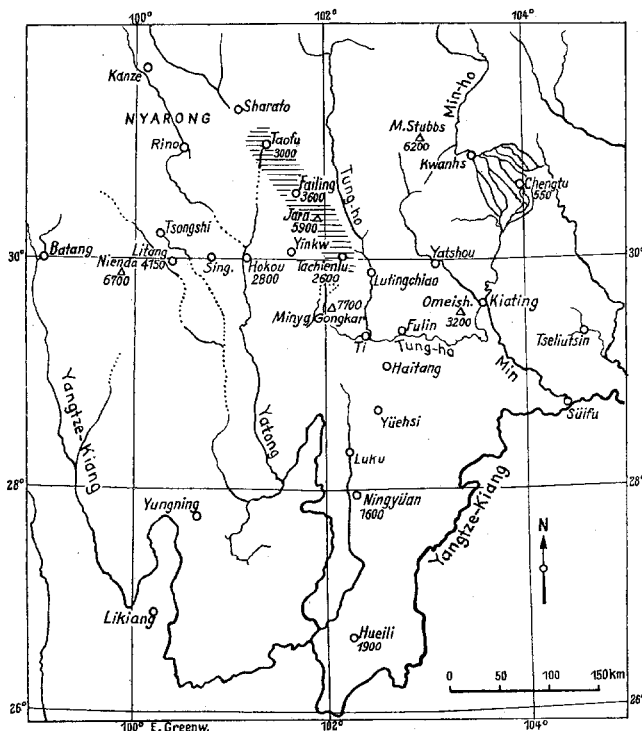 100° 102° 104°
Kanze
Sharato
NYARONG
Rino
Taofu
3000
M.Stubbs
6200
Min-ho
Kwanhs.
Chengtu
550
Tung-ho
Failing
3600
Jara
5900
Tsongshi
Yinkw.
30° Batang
Litang
4150
Nienda
6700
Sing.
Hokou
2800
Tachienlu
2600
Yatshou
30°
Lutingchiao
7700
Minyg Gongkar
Omeish.
3200
Kiating
Fulin
Tung-ho
Ti
Tseliutsin
Haitang
Min
Yangtze-Kiang
Yatong
Yüehsi
Süifu
Luku
28° 28°
Ningyüan
1600
Yungning
Yangtze-Kiang
N
Likiang
Hueili
1900
0 50 100 150 km
26° 26°
100° E. Greenw. 102° 104°